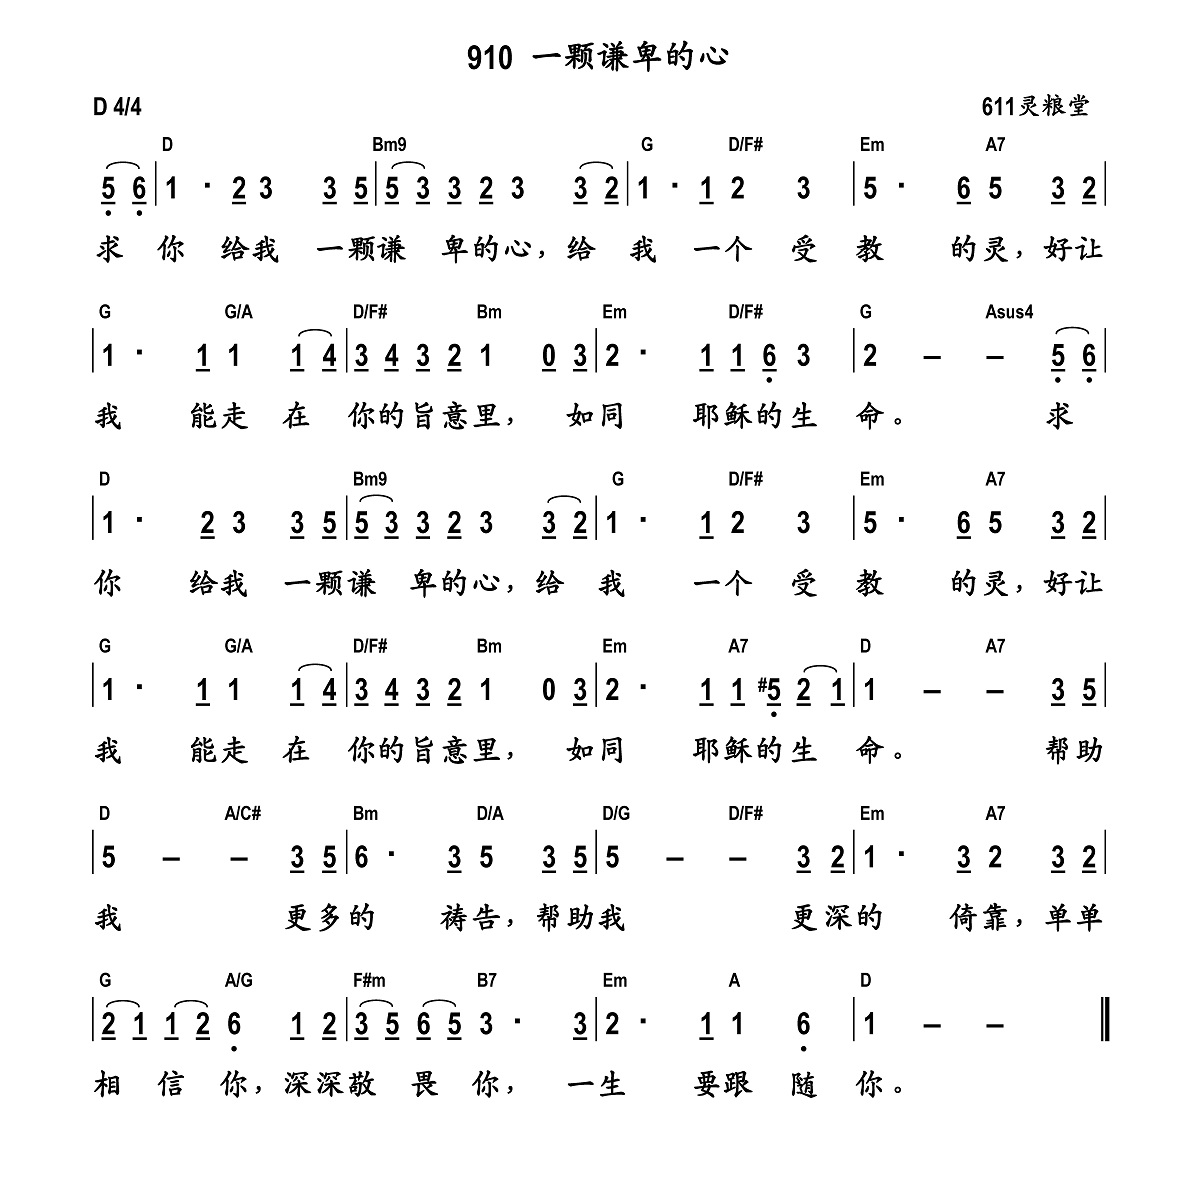 910 一颗谦卑的心
D 4/4 611灵粮堂
D Bm9 G D/F# Em A7
5 6 | 1 · 2 3 3 5 | 5 3 3 2 3 3 2 | 1 · 1 2 3 | 5 · 6 5 3 2 |
求 你 给我 一颗谦 卑的心，给 我 一个 受 教 的灵，好让
G G/A D/F# Bm Em D/F# G Asus4
| 1 · 1 1 1 4 | 3 4 3 2 1 0 3 | 2 · 1 1 6 3 | 2 – – 5 6 |
我 能走 在 你的旨意里， 如同 耶稣的生 命。 求
D Bm9 G D/F# Em A7
| 1 · 2 3 3 5 | 5 3 3 2 3 3 2 | 1 · 1 2 3 | 5 · 6 5 3 2 |
你 给我 一颗谦 卑的心，给 我 一个 受 教 的灵，好让
G G/A D/F# Bm Em A7 D A7
| 1 · 1 1 1 4 | 3 4 3 2 1 0 3 | 2 · 1 1 #5 2 1 | 1 – – 3 5 |
我 能走 在 你的旨意里， 如同 耶稣的生 命。 帮助
D A/C# Bm D/A D/G D/F# Em A7
| 5 – – 3 5 | 6 · 3 5 3 5 | 5 – – 3 2 | 1 · 3 2 3 2 |
我 更多的 祷告，帮助我 更深的 倚靠，单单
G A/G F#m B7 Em A D
| 2 1 1 2 6 1 2 | 3 5 6 5 3 · 3 | 2 · 1 1 6 | 1 – – ‖
相 信 你，深深敬 畏 你， 一生 要跟 随 你。